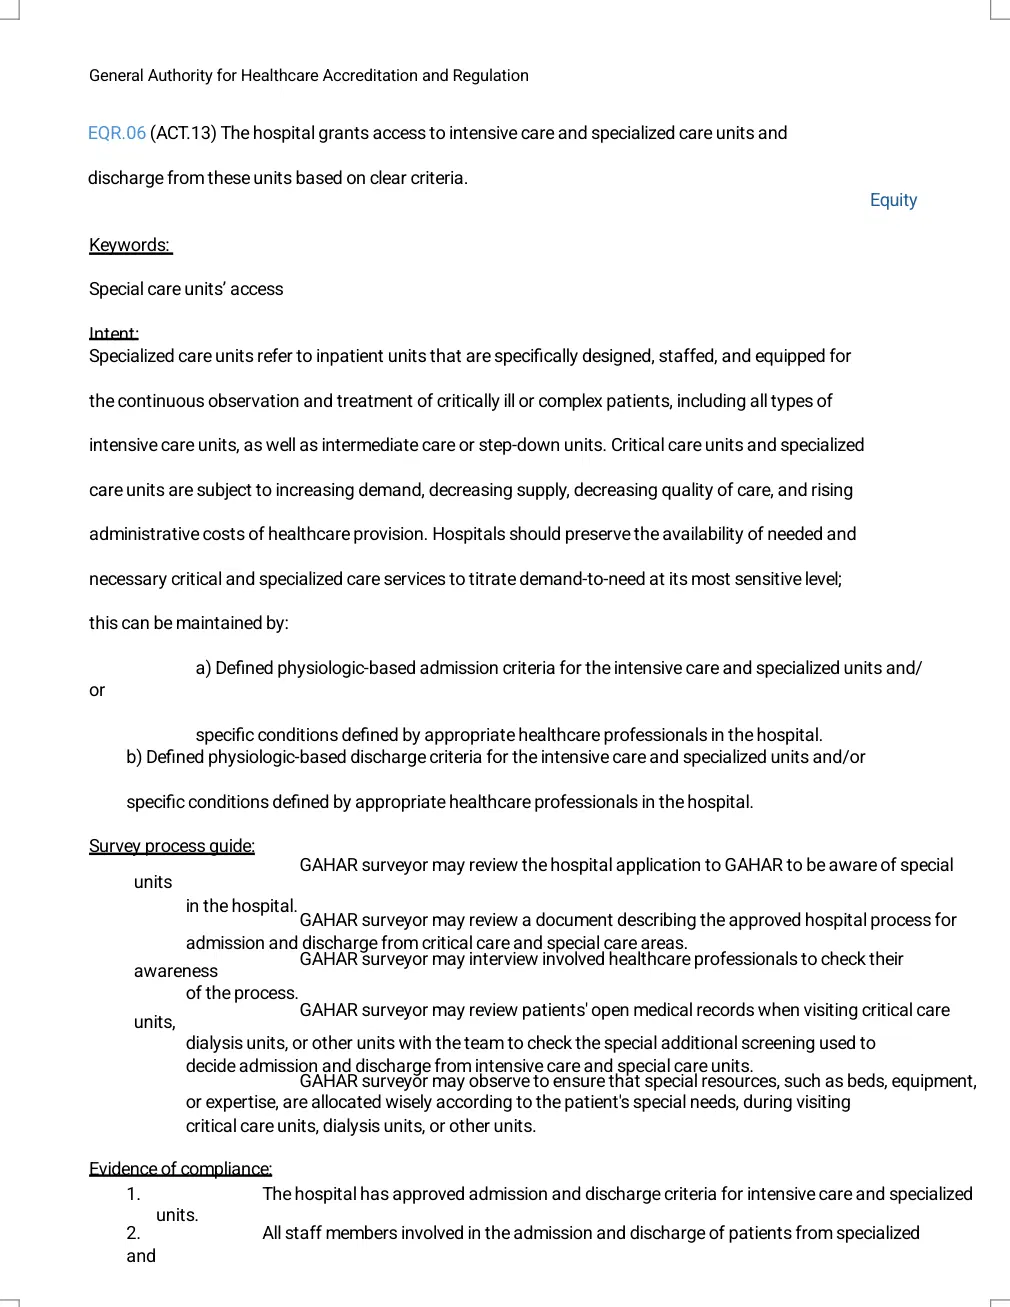 General Authority for Healthcare Accreditation and Regulation
EQR.06 (ACT.13) The hospital grants access to intensive care and specialized care units and
discharge from these units based on clear criteria.
Equity
Keywords:
Special care units’ access
Intent:
Specialized care units refer to inpatient units that are specifically designed, staffed, and equipped for
the continuous observation and treatment of critically ill or complex patients, including all types of
intensive care units, as well as intermediate care or step-down units. Critical care units and specialized
care units are subject to increasing demand, decreasing supply, decreasing quality of care, and rising
administrative costs of healthcare provision. Hospitals should preserve the availability of needed and
necessary critical and specialized care services to titrate demand-to-need at its most sensitive level;
this can be maintained by:
a) Defined physiologic-based admission criteria for the intensive care and specialized units and/
or
specific conditions defined by appropriate healthcare professionals in the hospital.
b) Defined physiologic-based discharge criteria for the intensive care and specialized units and/or
specific conditions defined by appropriate healthcare professionals in the hospital.
Survey process guide:
GAHAR surveyor may review the hospital application to GAHAR to be aware of special
units
in the hospital.
GAHAR surveyor may review a document describing the approved hospital process for
admission and discharge from critical care and special care areas.
GAHAR surveyor may interview involved healthcare professionals to check their
awareness
of the process.
GAHAR surveyor may review patients' open medical records when visiting critical care
units,
dialysis units, or other units with the team to check the special additional screening used to
decide admission and discharge from intensive care and special care units.
GAHAR surveyor may observe to ensure that special resources, such as beds, equipment,
or expertise, are allocated wisely according to the patient's special needs, during visiting
critical care units, dialysis units, or other units.
Evidence of compliance:
1. The hospital has approved admission and discharge criteria for intensive care and specialized
units.
2. All staff members involved in the admission and discharge of patients from specialized
and